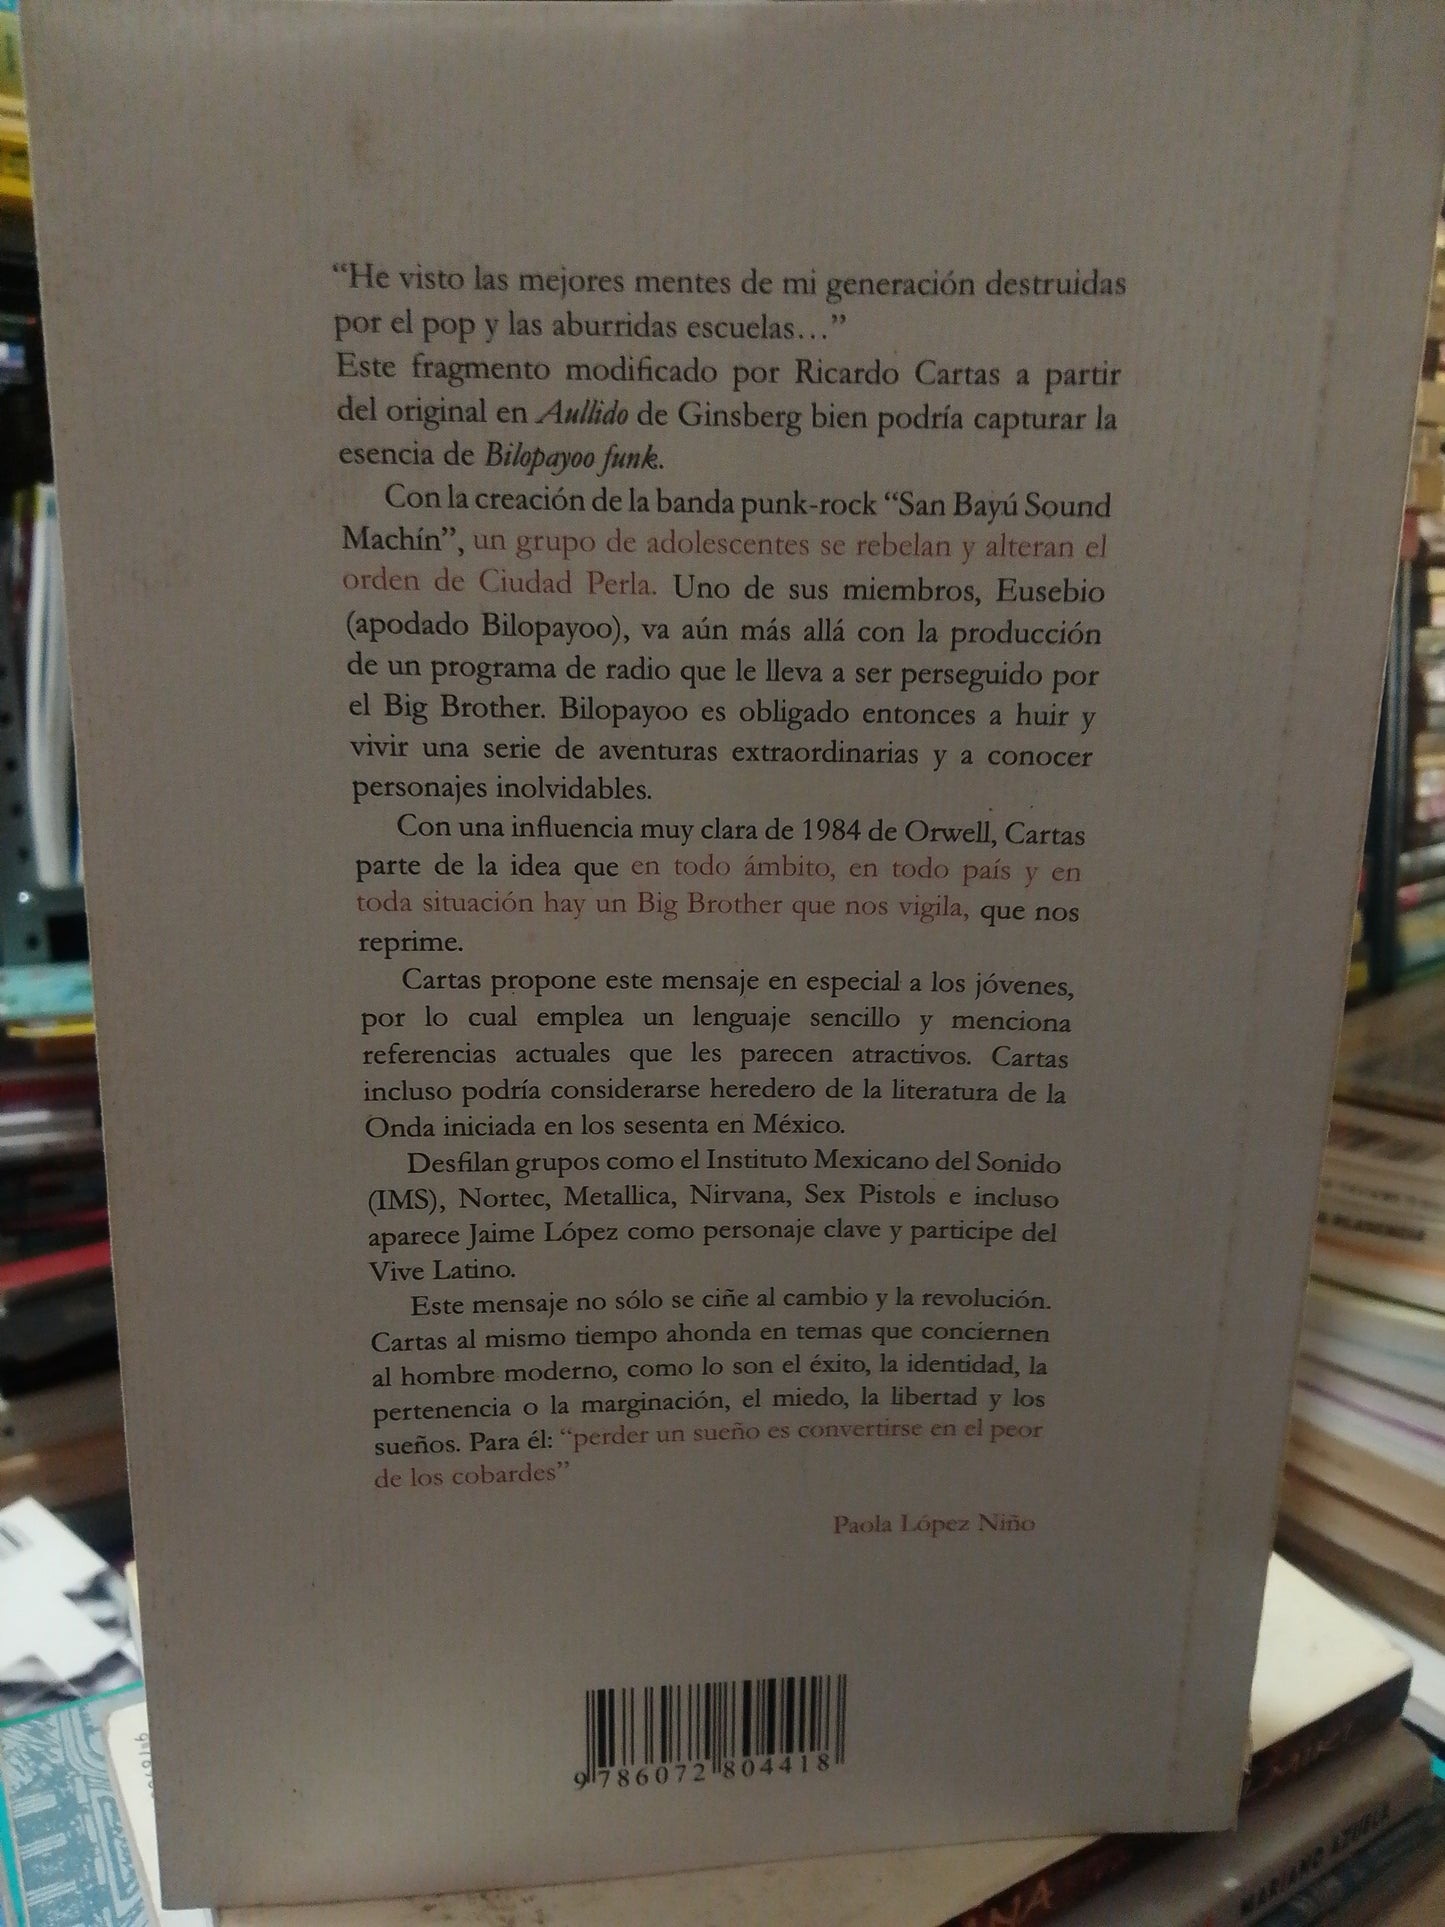 “He visto las mejores mentes de mi generación destruidas
por el pop y las aburridas escuelas...”
Este fragmento modificado por Ricardo Cartas a partir
del original en Aullido de Ginsberg bien podría capturar la
esencia de Bilopayoo funk.
Con la creación de la banda punk-rock “San Bayú Sound
Machín”, un grupo de adolescentes se rebelan y alteran el
orden de Ciudad Perla. Uno de sus miembros, Eusebio
(apodado Bilopayoo), va aún más allá con la producción
de un programa de radio que le lleva a ser perseguido por
el Big Brother. Bilopayoo es obligado entonces a huir y
vivir una serie de aventuras extraordinarias y a conocer
personajes inolvidables.
Con una influencia muy clara de 1984 de Orwell, Cartas
parte de la idea que en todo ámbito, en todo país y en
toda situación hay un Big Brother que nos vigila, que nos
reprime.
Cartas propone este mensaje en especial a los jóvenes,
por lo cual emplea un lenguaje sencillo y menciona
referencias actuales que les parecen atractivos. Cartas
incluso podría considerarse heredero de la literatura de la
Onda iniciada en los sesenta en México.
Desfilan grupos como el Instituto Mexicano del Sonido
(IMS), Nortec, Metallica, Nirvana, Sex Pistols e incluso
aparece Jaime López como personaje clave y participe del
Vive Latino.
Este mensaje no sólo se ciñe al cambio y la revolución.
Cartas al mismo tiempo ahonda en temas que conciernen
al hombre moderno, como lo son el éxito, la identidad, la
pertenencia o la marginación, el miedo, la libertad y los
sueños. Para él: “perder un sueño es convertirse en el peor
de los cobardes”
Paola López Niño
9 786072 804418
MARIANO AZUELA